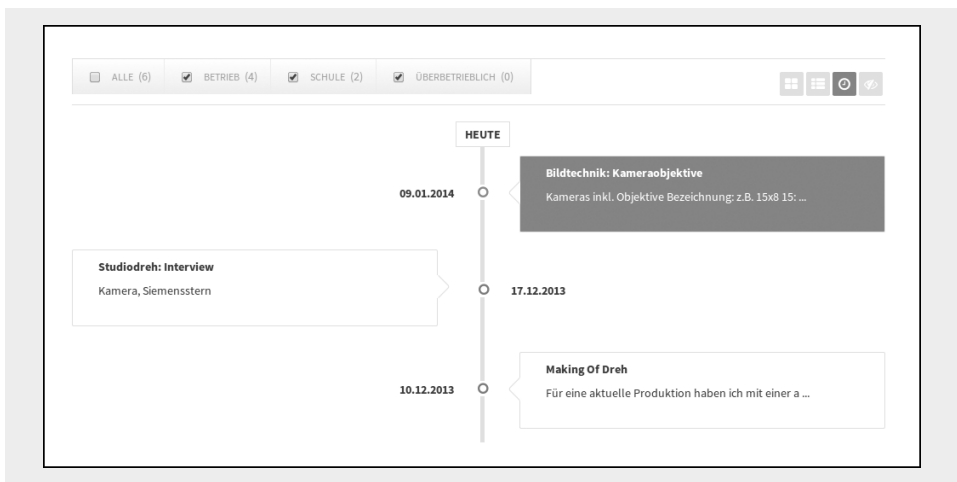 ALLE (6) BETRIEB (4) SCHULE (2) ÜBERBETRIEBLICH (0)
HEUTE
Bildtechnik: Kameraobjektive
09.01.2014
Kameras inkl. Objektive Bezeichnung: z.B. 15x8 15: ...
Studiodreh: Interview
Kamera, Siemensstern
17.12.2013
Making Of Dreh
10.12.2013
Für eine aktuelle Produktion haben ich mit einer a ...